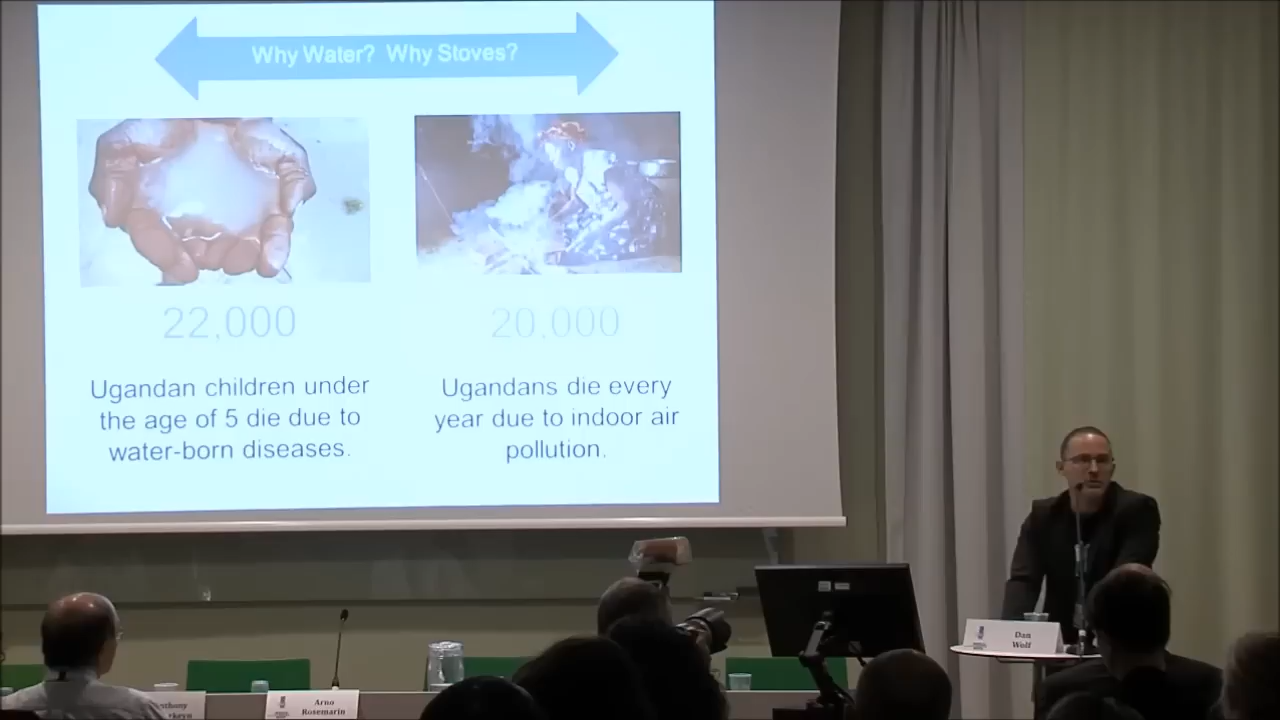 Why Water? Why Stoves?
22,000
20,000
Ugandan children under
the age of 5 die due to
water-born diseases.
Ugandans die every
year due to indoor air
pollution.
Dan
Wolf
Arno
Rosemarin